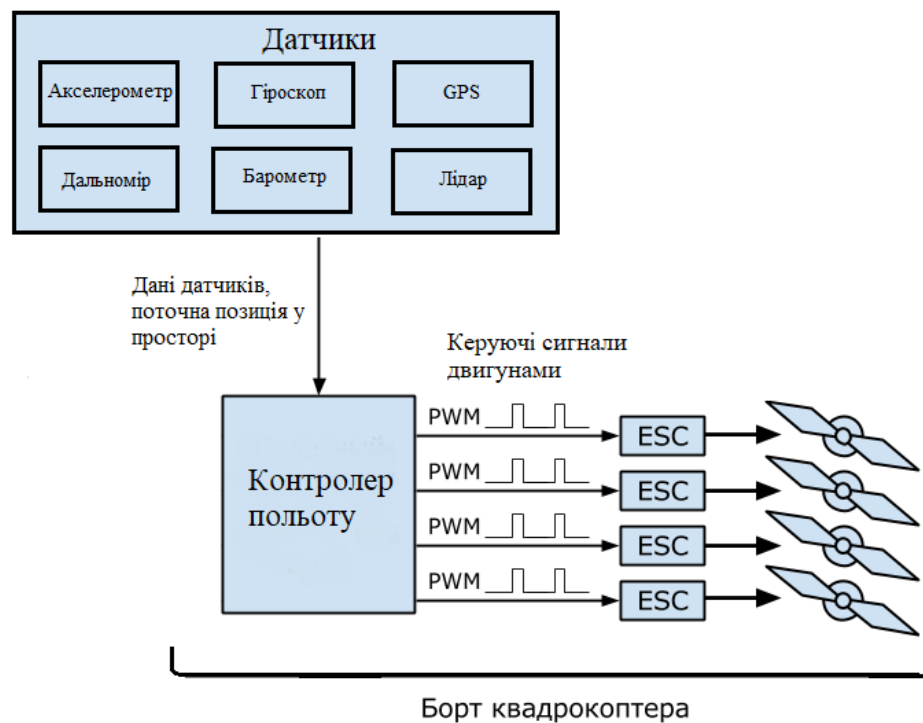 Датчики
Акселерометр
Гіроскоп
GPS
Дальномір
Барометр
Лідар
Дані датчиків,
поточна позиція у
просторі
Керуючі сигнали
двигунами
Контролер
польоту
PWM
ESC
PWM
ESC
PWM
ESC
PWM
ESC
Борт квадрокоптера